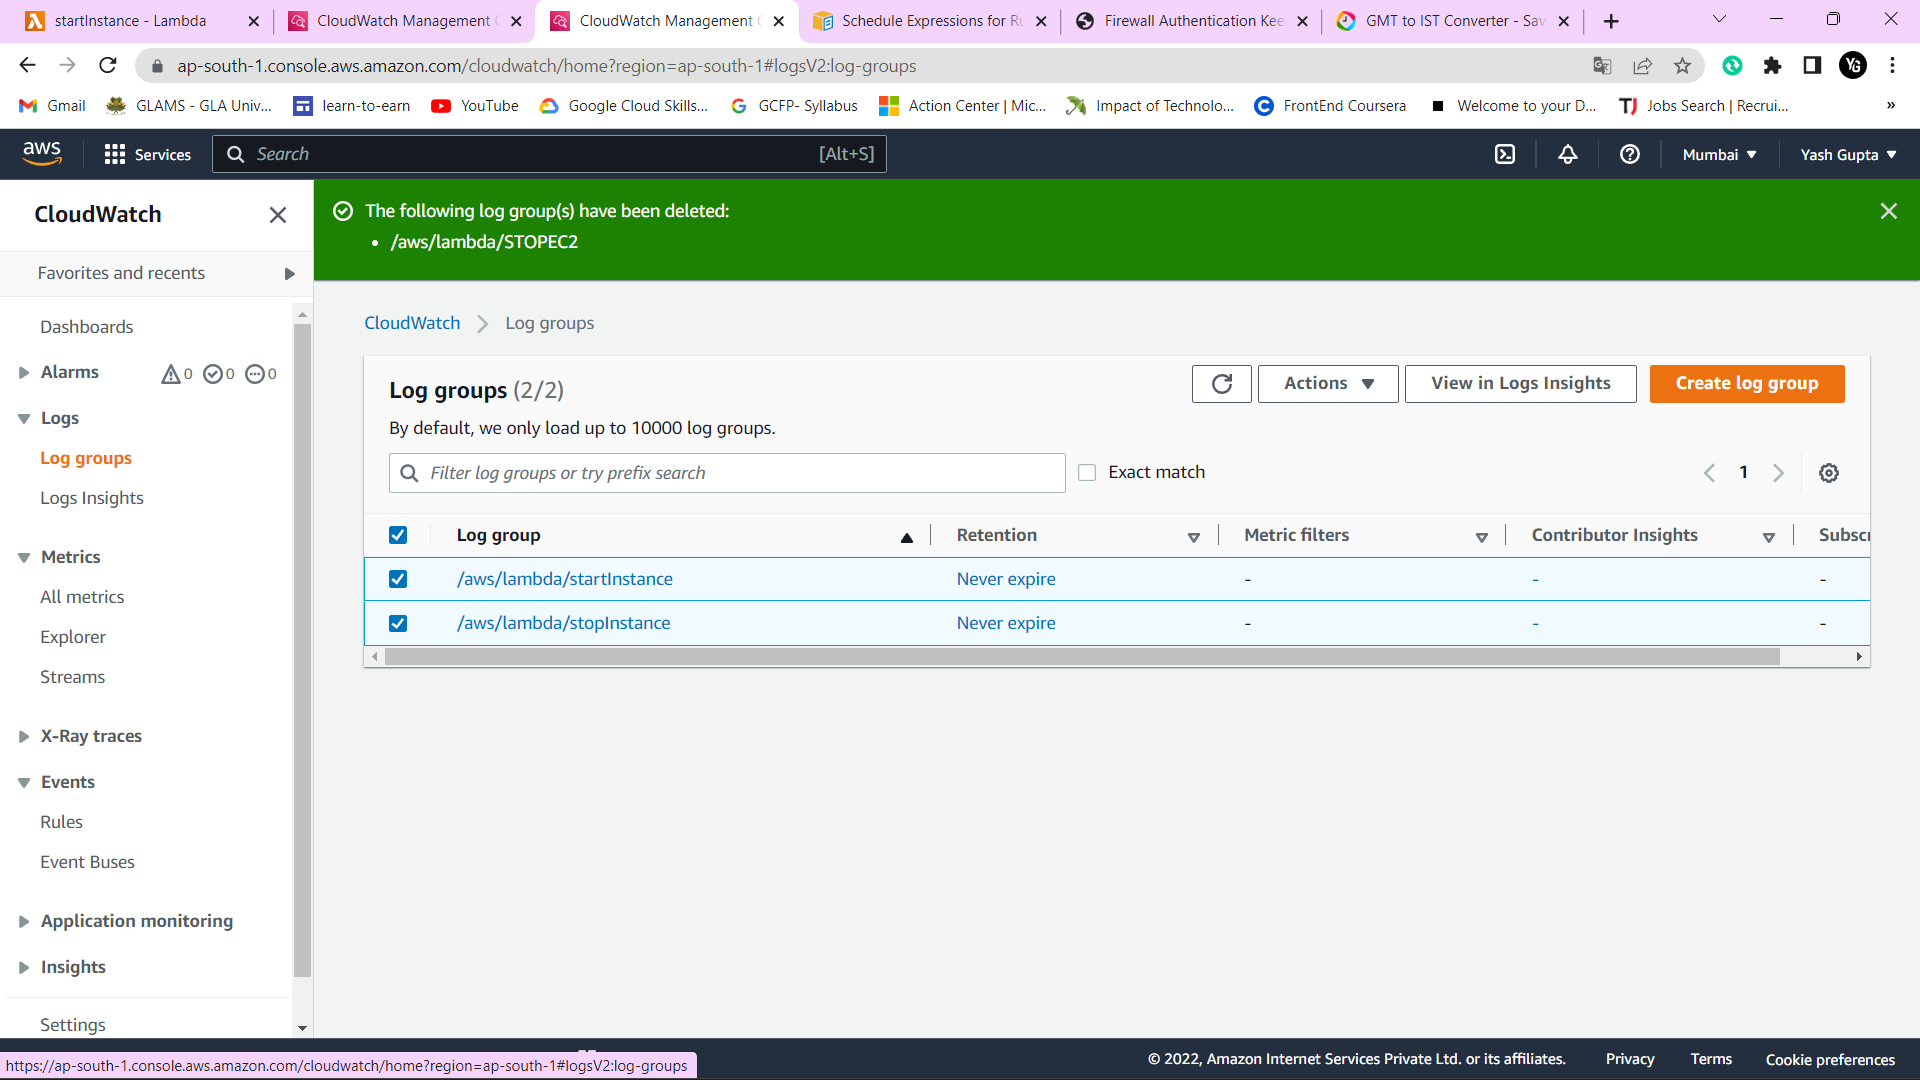 startInstance - Lambda
CloudWatch Management C
CloudWatch Management C
Schedule Expressions for Ru
Firewall Authentication Kee
GMT to IST Converter - Sav
ap-south-1.console.aws.amazon.com/cloudwatch/home?region=ap-south-1#logsV2:log-groups
YG
Gmail
GLAMS - GLA Univ...
learn-to-earn
YouTube
Google Cloud Skills...
GCFP- Syllabus
Action Center | Mic...
Impact of Technolo...
FrontEnd Coursera
Welcome to your D...
Jobs Search | Recrui...
»
aws
Services
Search
[Alt+S]
Mumbai
Yash Gupta
CloudWatch
Favorites and recents
Dashboards
Alarms
0
0
0
Logs
Log groups
Logs Insights
Metrics
All metrics
Explorer
Streams
X-Ray traces
Events
Rules
Event Buses
Application monitoring
Insights
Settings
The following log group(s) have been deleted:
• /aws/lambda/STOPEC2
CloudWatch
Log groups
Log groups (2/2)
Actions
View in Logs Insights
Create log group
By default, we only load up to 10000 log groups.
Filter log groups or try prefix search
Exact match
1
Log group
Retention
Metric filters
Contributor Insights
Subscr
/aws/lambda/startInstance
Never expire
-
-
-
/aws/lambda/stopInstance
Never expire
-
-
-
https://ap-south-1.console.aws.amazon.com/cloudwatch/home?region=ap-south-1#logsV2:log-groups
© 2022, Amazon Internet Services Private Ltd. or its affiliates.
Privacy
Terms
Cookie preferences